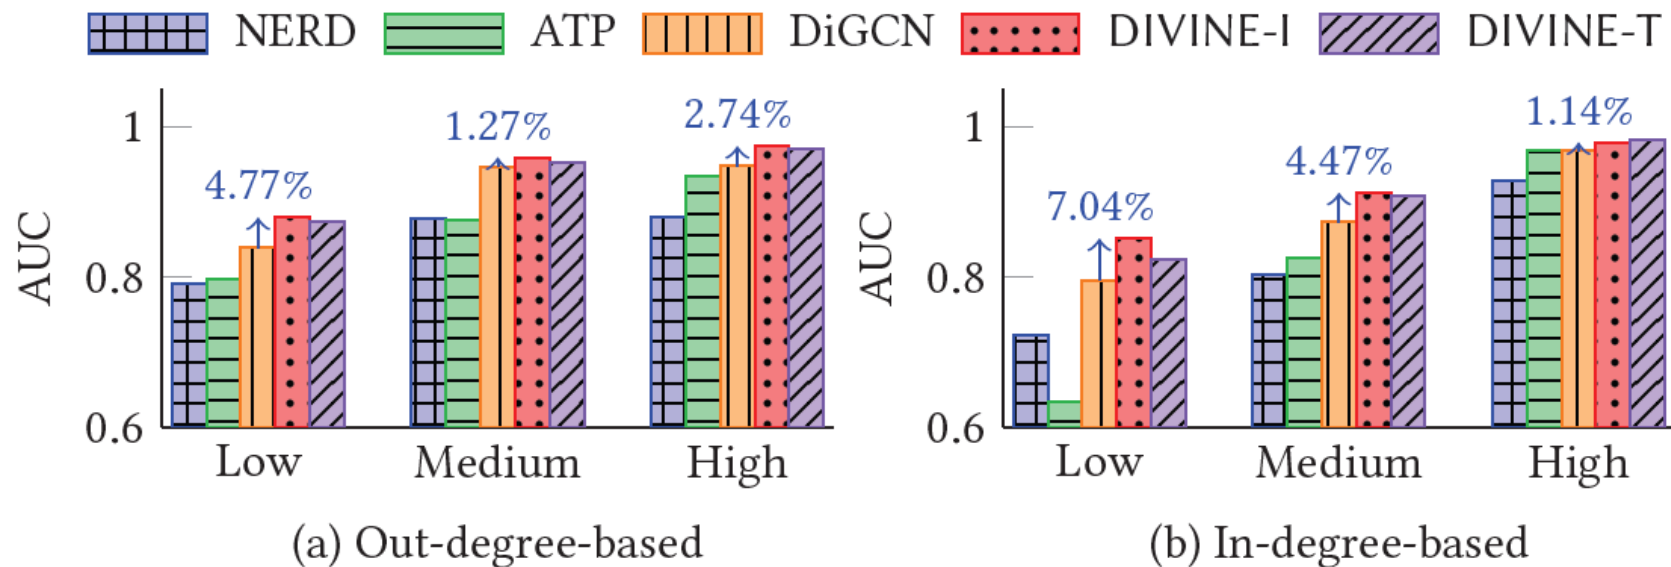 NERD ATP DiGCN DIVINE-I DIVINE-T
AUC
1
0.8
0.6
4.77%
1.27%
2.74%
Low Medium High
(a) Out-degree-based
AUC
1
0.8
0.6
7.04%
4.47%
1.14%
Low Medium High
(b) In-degree-based